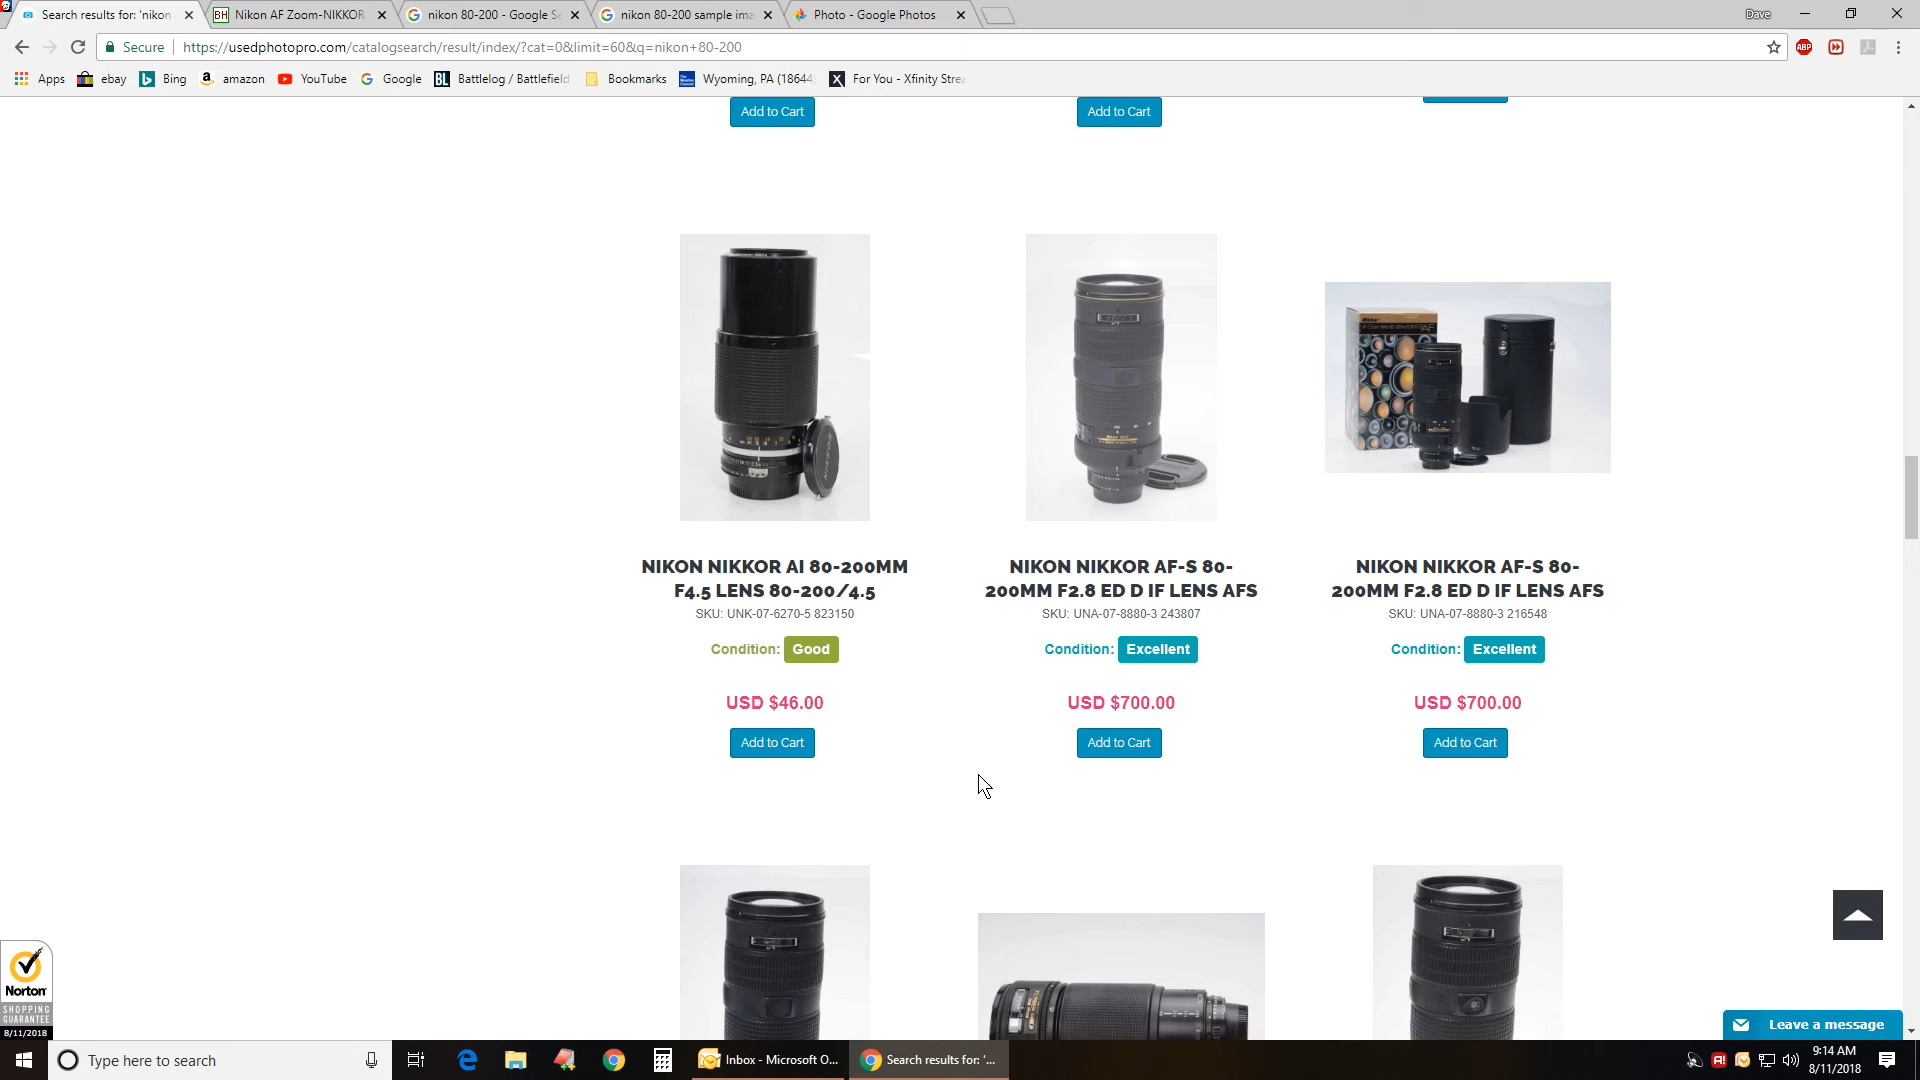 Search results for: 'nikon
BH Nikon AF Zoom-NIKKOR
nikon 80-200 - Google Se
nikon 80-200 sample ima
Photo - Google Photos
Dave
Secure
https://usedphotopro.com/catalogsearch/result/index/?cat=0&limit=60&q=nikon+80-200
ABP
Apps
ebay
Bing
amazon
YouTube
Google
BL Battlelog / Battlefield
Bookmarks
Wyoming, PA (18644
X For You - Xfinity Strea
Add to Cart
Add to Cart
NIKON NIKKOR AI 80-200MM
F4.5 LENS 80-200/4.5
SKU: UNK-07-6270-5 823150
Condition: Good
USD $46.00
Add to Cart
NIKON NIKKOR AF-S 80-
200MM F2.8 ED D IF LENS AFS
SKU: UNA-07-8880-3 243807
Condition: Excellent
USD $700.00
Add to Cart
NIKON NIKKOR AF-S 80-
200MM F2.8 ED D IF LENS AFS
SKU: UNA-07-8880-3 216548
Condition: Excellent
USD $700.00
Add to Cart
Norton
SHOPPING
GUARANTEE
8/11/2018
Leave a message
Type here to search
Inbox - Microsoft O...
Search results for: '...
9:14 AM
8/11/2018